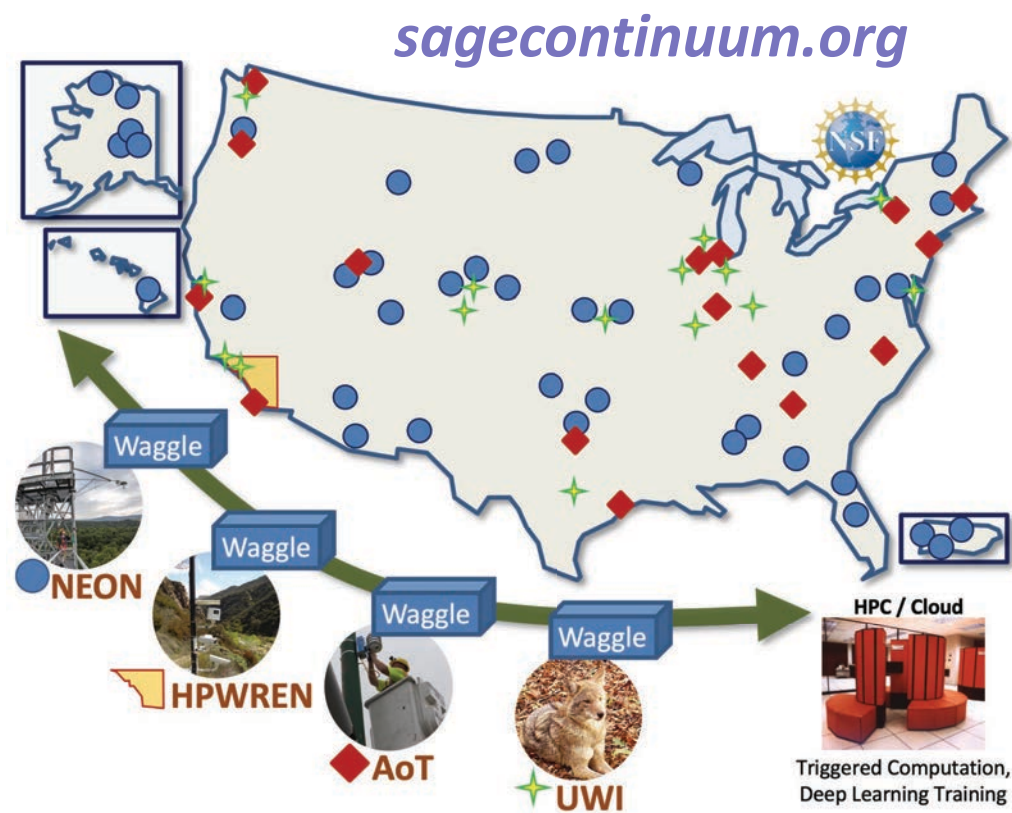 sagecontinuum.org
NSF
Waggle
NEON
Waggle
HPWREN
Waggle
AoT
Waggle
UWI
HPC / Cloud
Triggered Computation,
Deep Learning Training